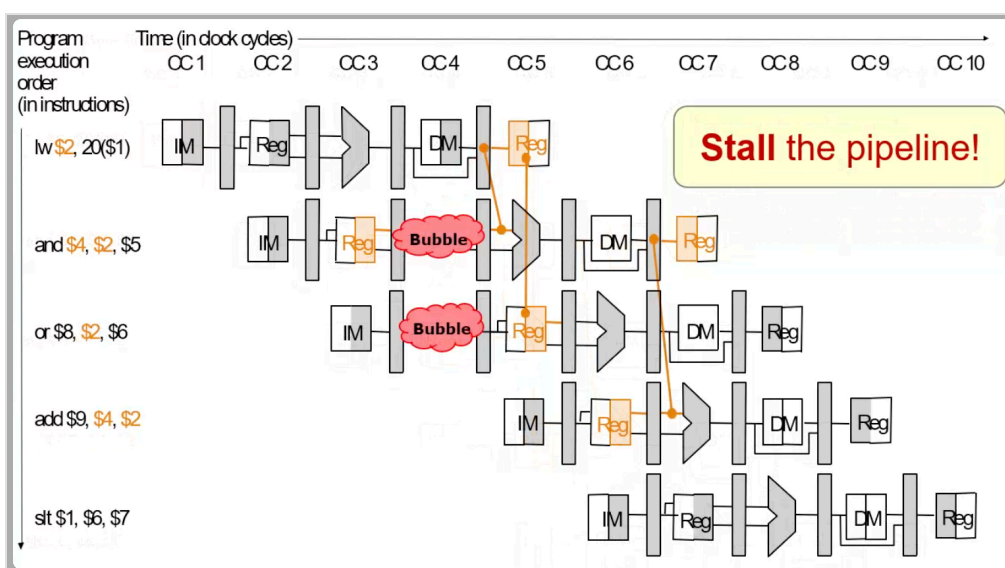 Program
execution
order
(in instructions)
Time (in clock cycles)
CC 1 CC 2 CC 3 CC 4 CC 5 CC 6 CC 7 CC 8 CC 9 CC 10
Stall the pipeline!
lw $2, 20($1)
IM Reg DM Reg
and $4, $2, $5
IM Reg Bubble DM Reg
or $8, $2, $6
IM Bubble Reg DM Reg
add $9, $4, $2
IM Reg DM Reg
slt $1, $6, $7
IM Reg DM Reg